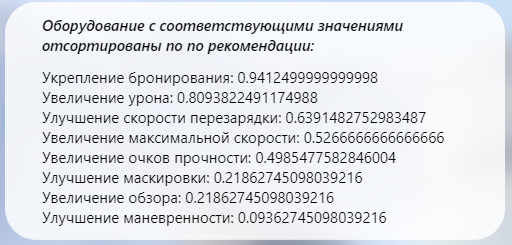 Оборудование с соответствующими значениями
отсортированы по по рекомендации:
Укрепление бронирования: 0.9412499999999998
Увеличение урона: 0.8093822491174988
Улучшение скорости перезарядки: 0.6391482752983487
Увеличение максимальной скорости: 0.5266666666666666
Увеличение очков прочности: 0.4985477582846004
Улучшение маскировки: 0.21862745098039216
Увеличение обзора: 0.21862745098039216
Улучшение маневренности: 0.09362745098039216